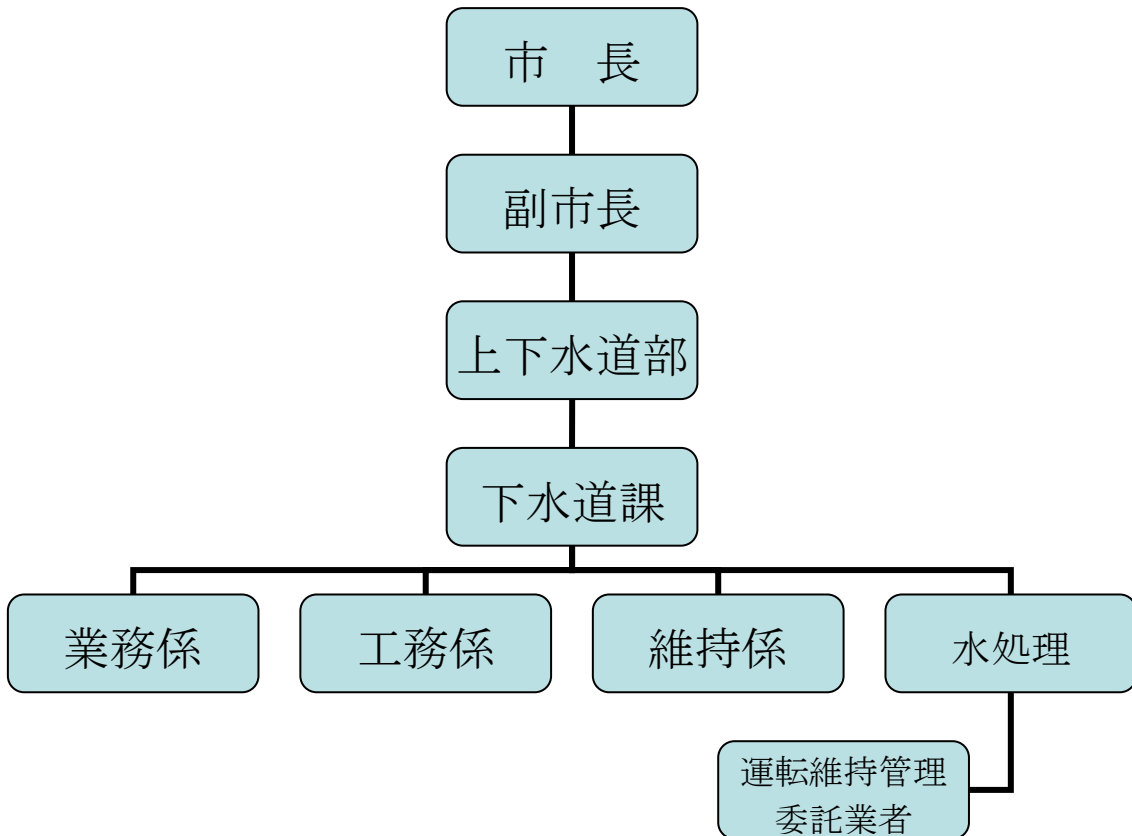 市　長
副市長
上下水道部
下水道課
業務係
工務係
維持係
水処理
運転維持管理
委託業者